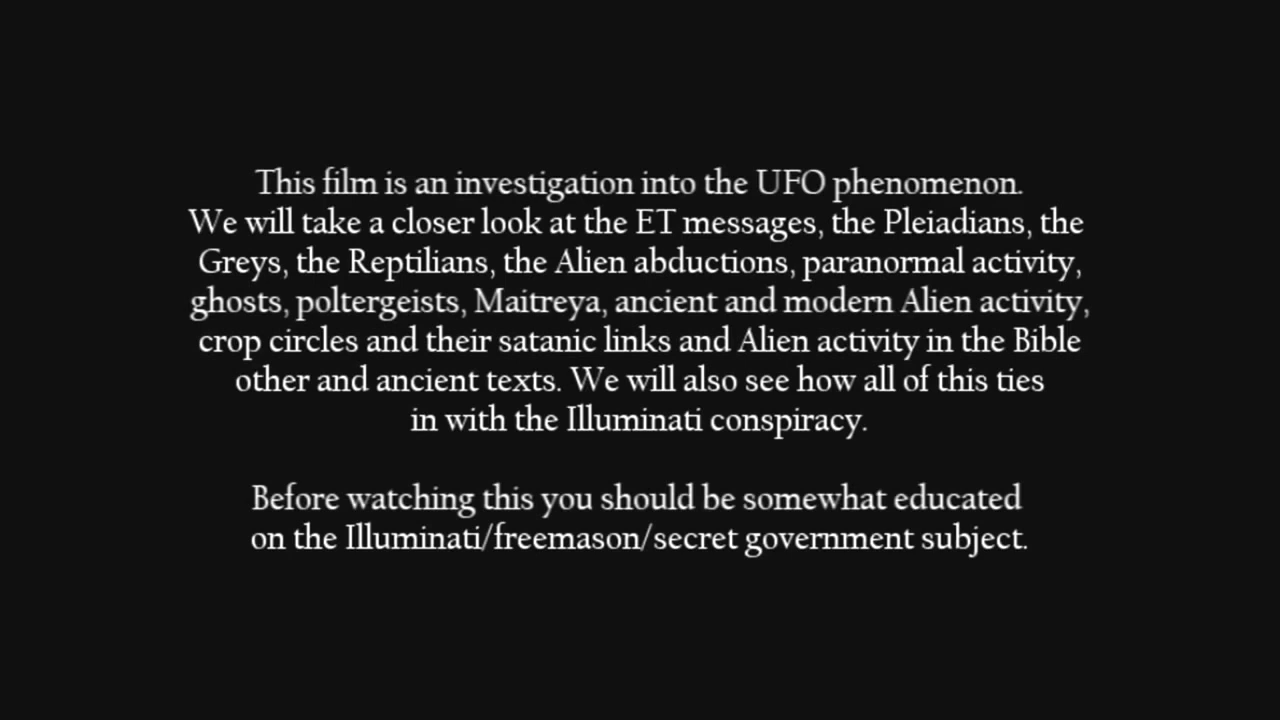 This film is an investigation into the UFO phenomenon.
We will take a closer look at the ET messages, the Pleiadians, the
Greys, the Reptilians, the Alien abductions, paranormal activity,
ghosts, poltergeists, Maitreya, ancient and modern Alien activity,
crop circles and their satanic links and Alien activity in the Bible
other and ancient texts. We will also see how all of this ties
in with the Illuminati conspiracy.
Before watching this you should be somewhat educated
on the Illuminati/freemason/secret government subject.